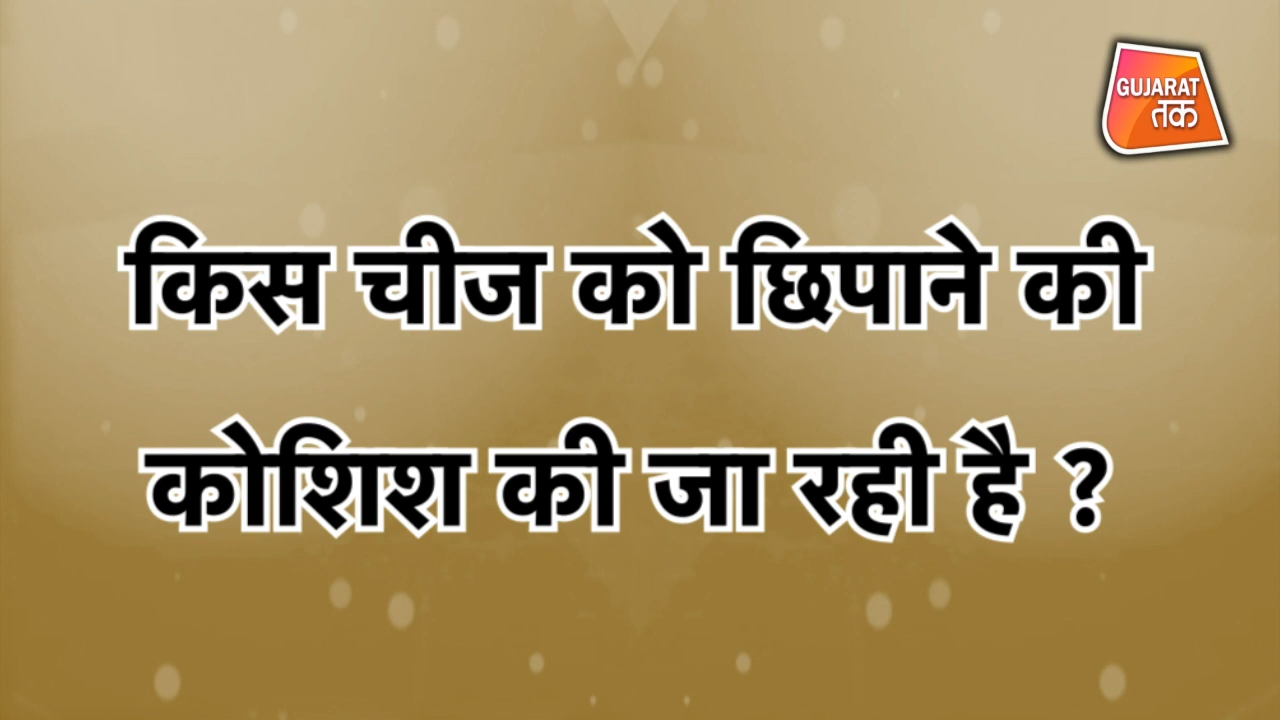 GUJARAT
तक
किस चीज को छिपाने की
कोशिश की जा रही है ?